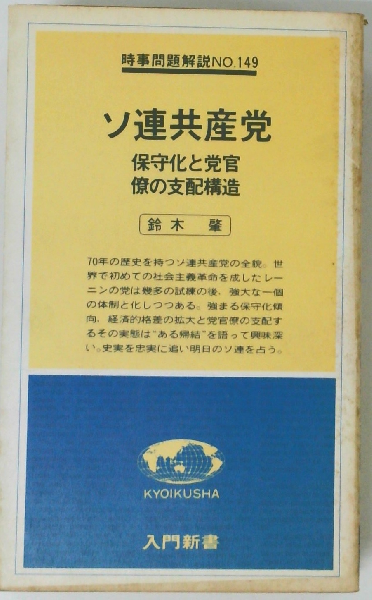 時事問題解説NO.149
ソ連共産党
保守化と党官
僚の支配構造
鈴木 肇
70年の歴史を持つソ連共産党の全貌。世
界で初めての社会主義革命を成したレー
ニンの党は幾多の試練の後、強大な一個
の体制と化しつつある。強まる保守化傾
向、経済的格差の拡大と党官僚の支配す
るその実態は“ある帰結”を語って興味深
い。史実を忠実に追い明日のソ連を占う。
KYOIKUSHA
入門新書